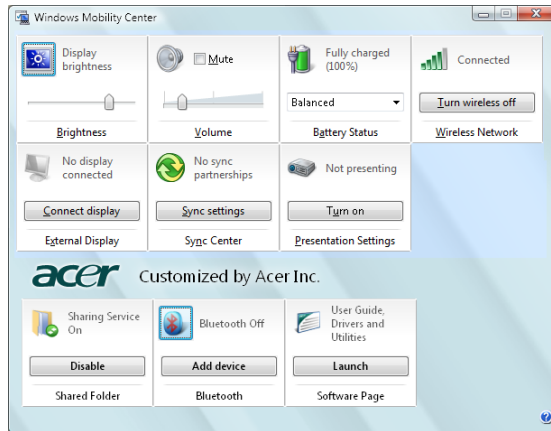 Windows Mobility Center
Display
brightness
Brightness
Mute
Volume
Fully charged
(100%)
Balanced
Battery Status
Connected
Turn wireless off
Wireless Network
No display
connected
Connect display
External Display
No sync
partnerships
Sync settings
Sync Center
Not presenting
Turn on
Presentation Settings
acer Customized by Acer Inc.
Sharing Service
On
Disable
Shared Folder
Bluetooth Off
Add device
Bluetooth
User Guide,
Drivers and
Utilities
Launch
Software Page